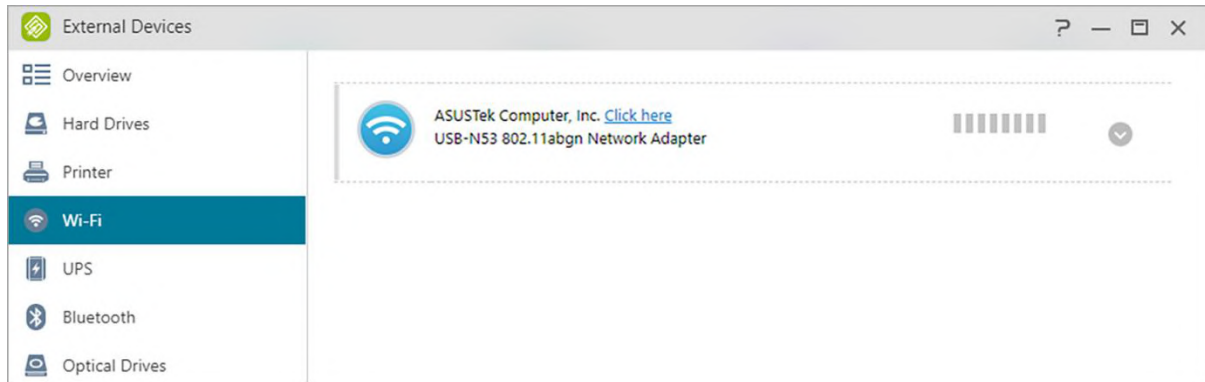 External Devices
Overview
Hard Drives
Printer
Wi-Fi
UPS
Bluetooth
Optical Drives
ASUSTek Computer, Inc. Click here
USB-N53 802.11abgn Network Adapter